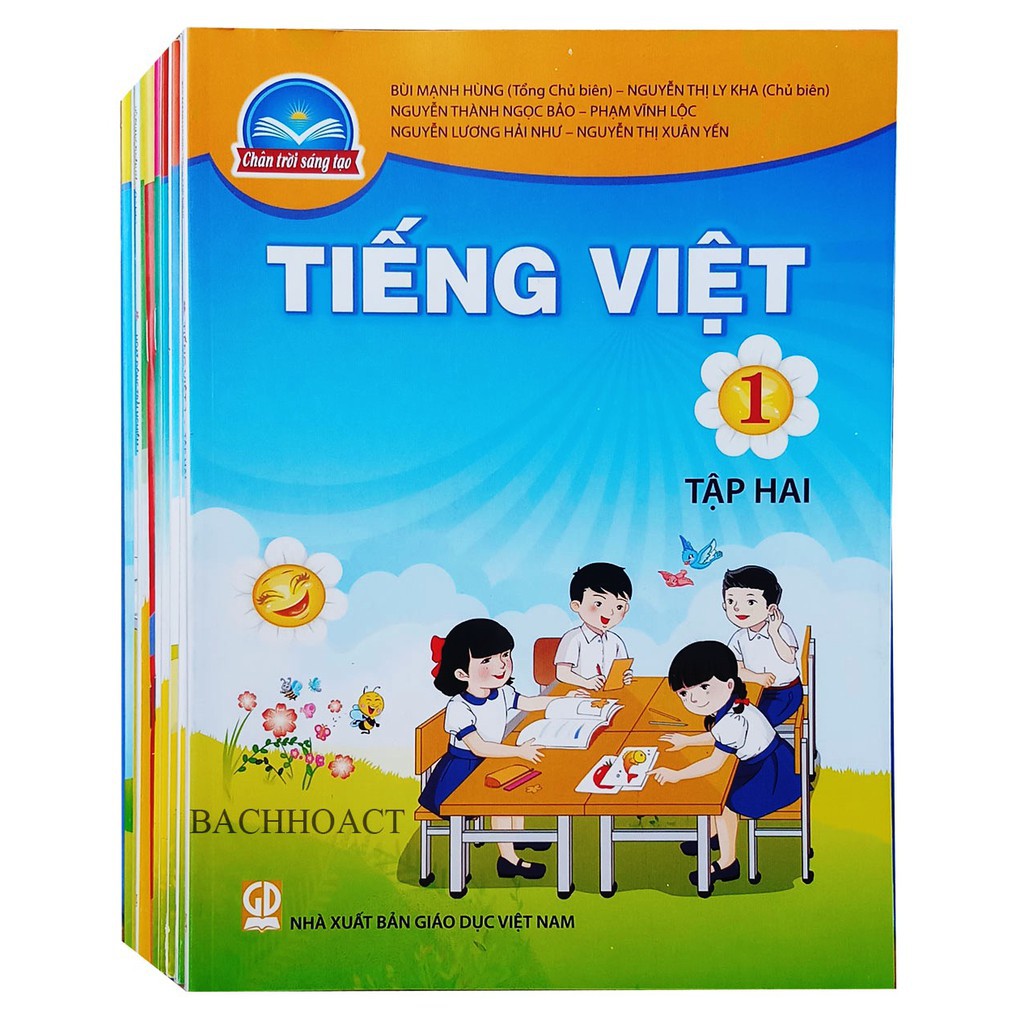 BÙI MẠNH HÙNG (Tổng Chủ biên) – NGUYỄN THỊ LY KHA (Chủ biên)
NGUYỄN THÀNH NGỌC BẢO – PHẠM VĨNH LỘC
NGUYỄN LƯƠNG HẢI NHƯ – NGUYỄN THỊ XUÂN YẾN
Chân trời sáng tạo
TIẾNG VIỆT
1
TẬP HAI
BACHHOACT
GD
NHÀ XUẤT BẢN GIÁO DỤC VIỆT NAM